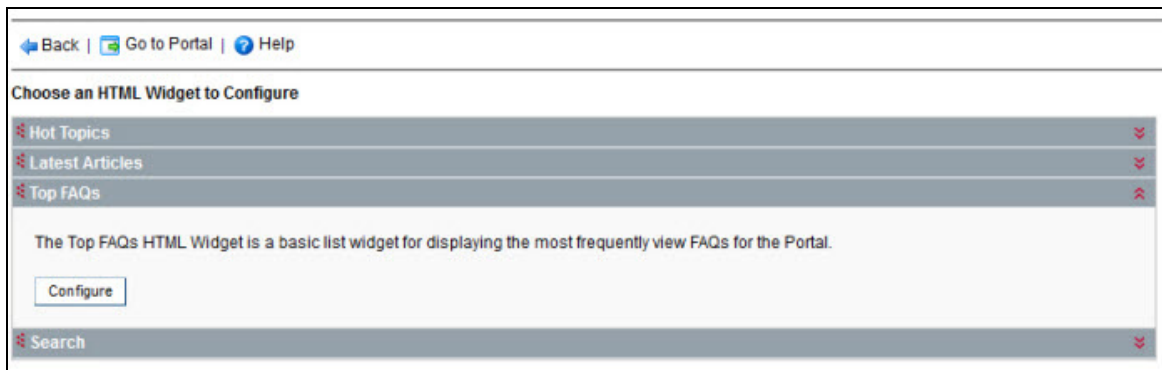 Back | Go to Portal | Help
Choose an HTML Widget to Configure
Hot Topics
Latest Articles
Top FAQs
The Top FAQs HTML Widget is a basic list widget for displaying the most frequently view FAQs for the Portal.
Configure
Search